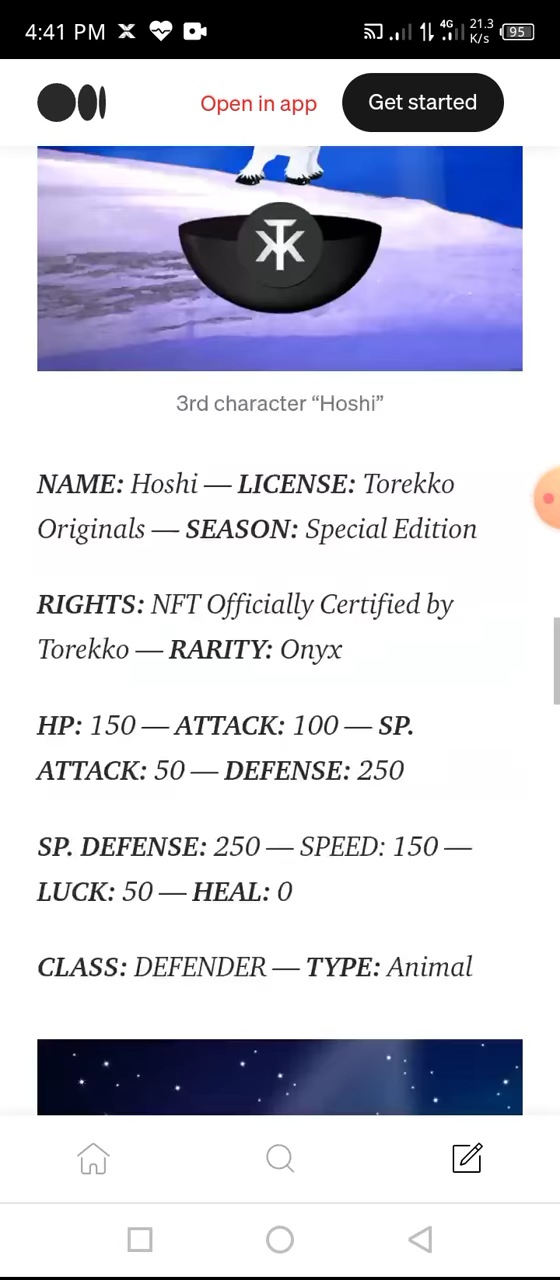 4:41 PM
4G
21.3
K/s
95
Open in app
Get started
3rd character “Hoshi”
NAME: Hoshi — LICENSE: Torekko
Originals — SEASON: Special Edition
RIGHTS: NFT Officially Certified by
Torekko — RARITY: Onyx
HP: 150 — ATTACK: 100 — SP.
ATTACK: 50 — DEFENSE: 250
SP. DEFENSE: 250 — SPEED: 150 —
LUCK: 50 — HEAL: 0
CLASS: DEFENDER — TYPE: Animal